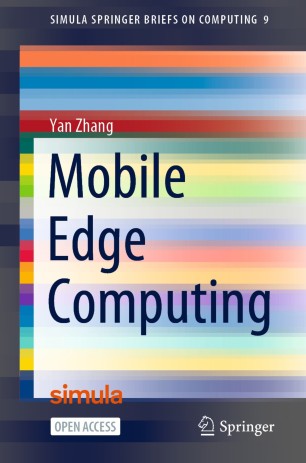 SIMULA SPRINGER BRIEFS ON COMPUTING 9
Yan Zhang
Mobile
Edge
Computing
simula
OPEN ACCESS
Springer